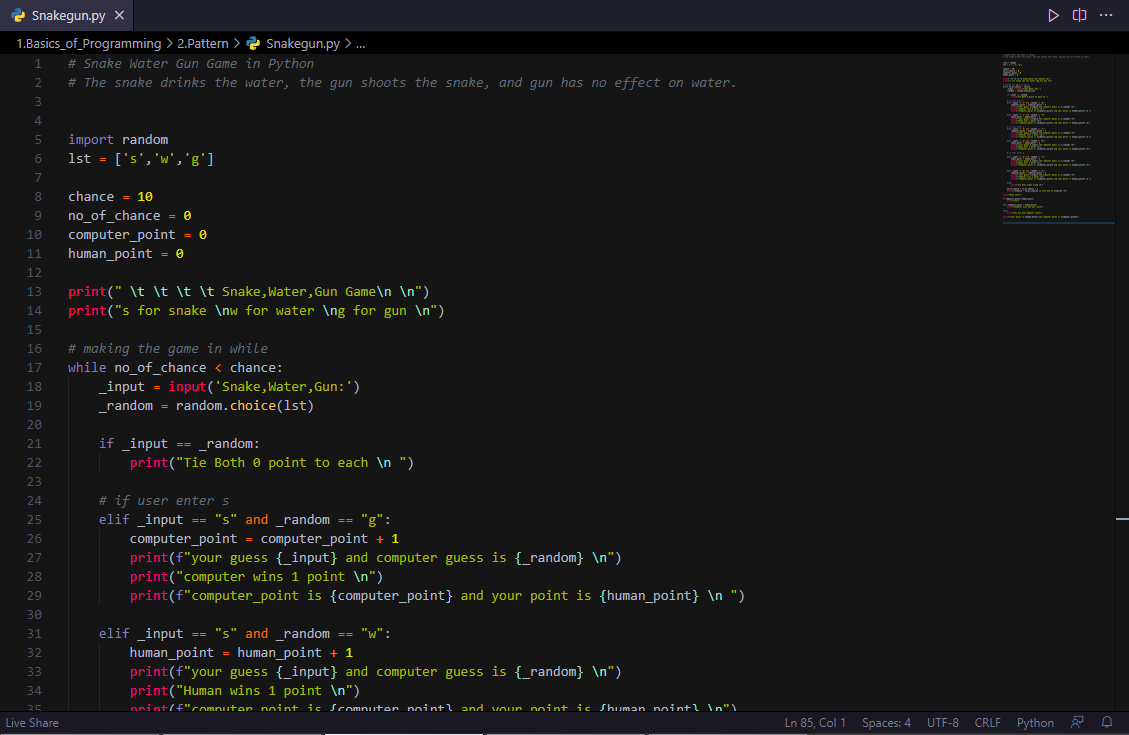 Snakegun.py
1.Basics_of_Programming > 2.Pattern > Snakegun.py > ...
1 # Snake Water Gun Game in Python
2 # The snake drinks the water, the gun shoots the snake, and gun has no effect on water.
3
4
5 import random
6 lst = ['s','w','g']
7
8 chance = 10
9 no_of_chance = 0
10 computer_point = 0
11 human_point = 0
12
13 print(" \t \t \t \t Snake,Water,Gun Game\n \n")
14 print("s for snake \nw for water \ng for gun \n")
15
16 # making the game in while
17 while no_of_chance < chance:
18     _input = input('Snake,Water,Gun:')
19     _random = random.choice(lst)
20
21     if _input == _random:
22         print("Tie Both 0 point to each \n ")
23
24     # if user enter s
25     elif _input == "s" and _random == "g":
26         computer_point = computer_point + 1
27         print(f"your guess {_input} and computer guess is {_random} \n")
28         print("computer wins 1 point \n")
29         print(f"computer_point is {computer_point} and your point is {human_point} \n ")
30
31     elif _input == "s" and _random == "w":
32         human_point = human_point + 1
33         print(f"your guess {_input} and computer guess is {_random} \n")
34         print("Human wins 1 point \n")
35         print(f"computer_point is {computer_point} and your point is {human_point} \n")
Live Share Ln 85, Col 1 Spaces: 4 UTF-8 CRLF Python